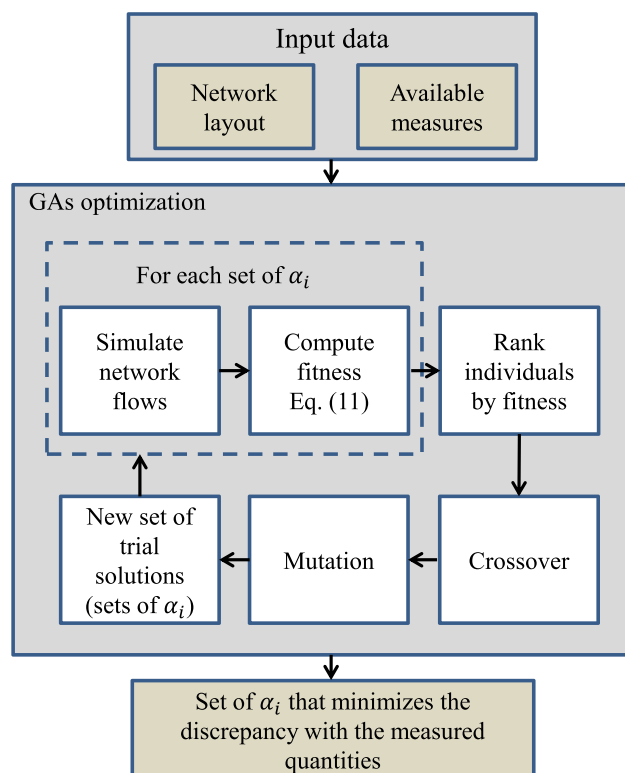 Input data
Network
layout
Available
measures
GAs optimization
For each set of αᵢ
Simulate
network
flows
Compute
fitness
Eq. (11)
Rank
individuals
by fitness
New set of
trial
solutions
(sets of αᵢ)
Mutation
Crossover
Set of αᵢ that minimizes the
discrepancy with the measured
quantities